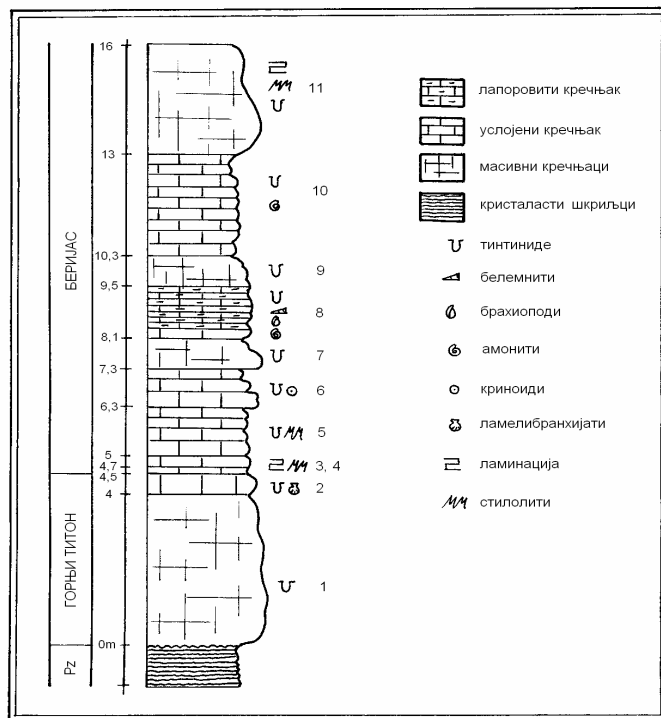 16
11
13
10
10,3
9
9,5
8
8,1
7
7,3
6
6,3
5
5
4,7
3, 4
4,5
2
4
1
0m
БЕРИЈАС
ГОРЊИ ТИТОН
Pz
лапоровити кречњак
услојени кречњак
масивни кречњаци
кристаласти шкриљци
тинтиниде
белемнити
брахиоподи
амонити
криноиди
ламелибранхијати
ламинација
стилолити